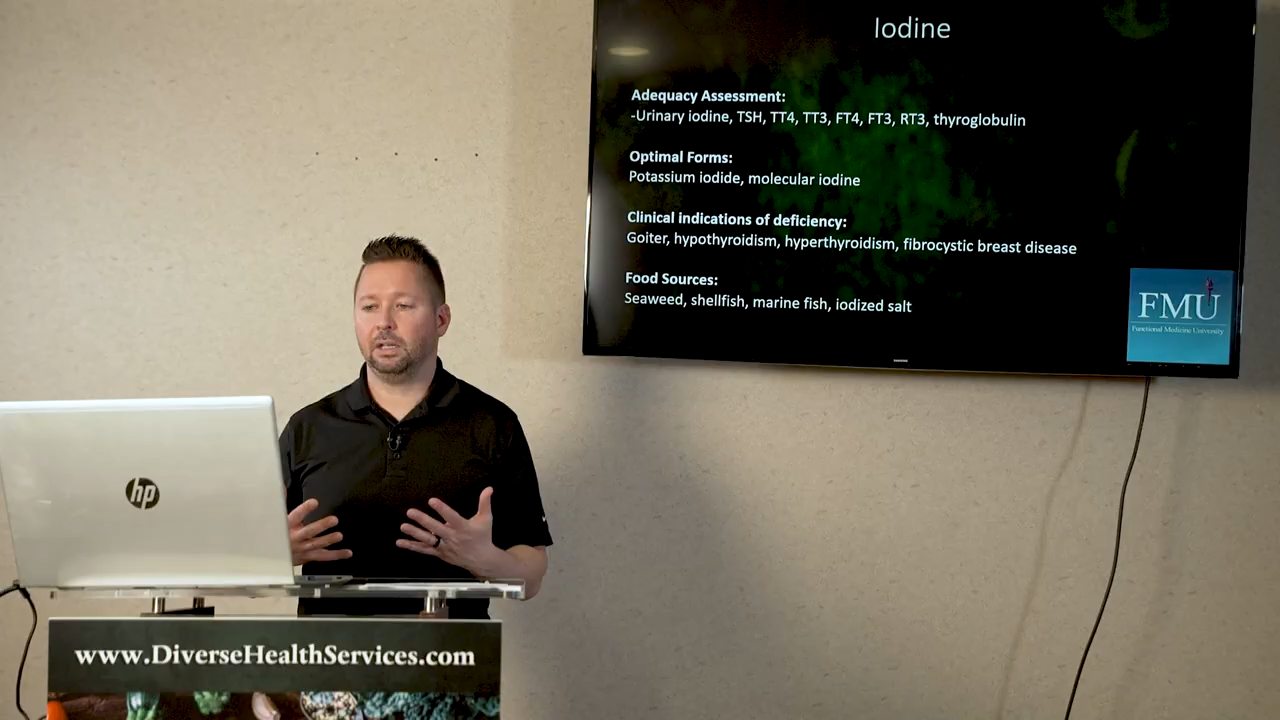 Iodine
Adequacy Assessment:
-Urinary iodine, TSH, TT4, TT3, FT4, FT3, RT3, thyroglobulin
Optimal Forms:
Potassium iodide, molecular iodine
Clinical indications of deficiency:
Goiter, hypothyroidism, hyperthyroidism, fibrocystic breast disease
Food Sources:
Seaweed, shellfish, marine fish, iodized salt
FMU
Functional Medicine University
hp
www.DiverseHealthServices.com